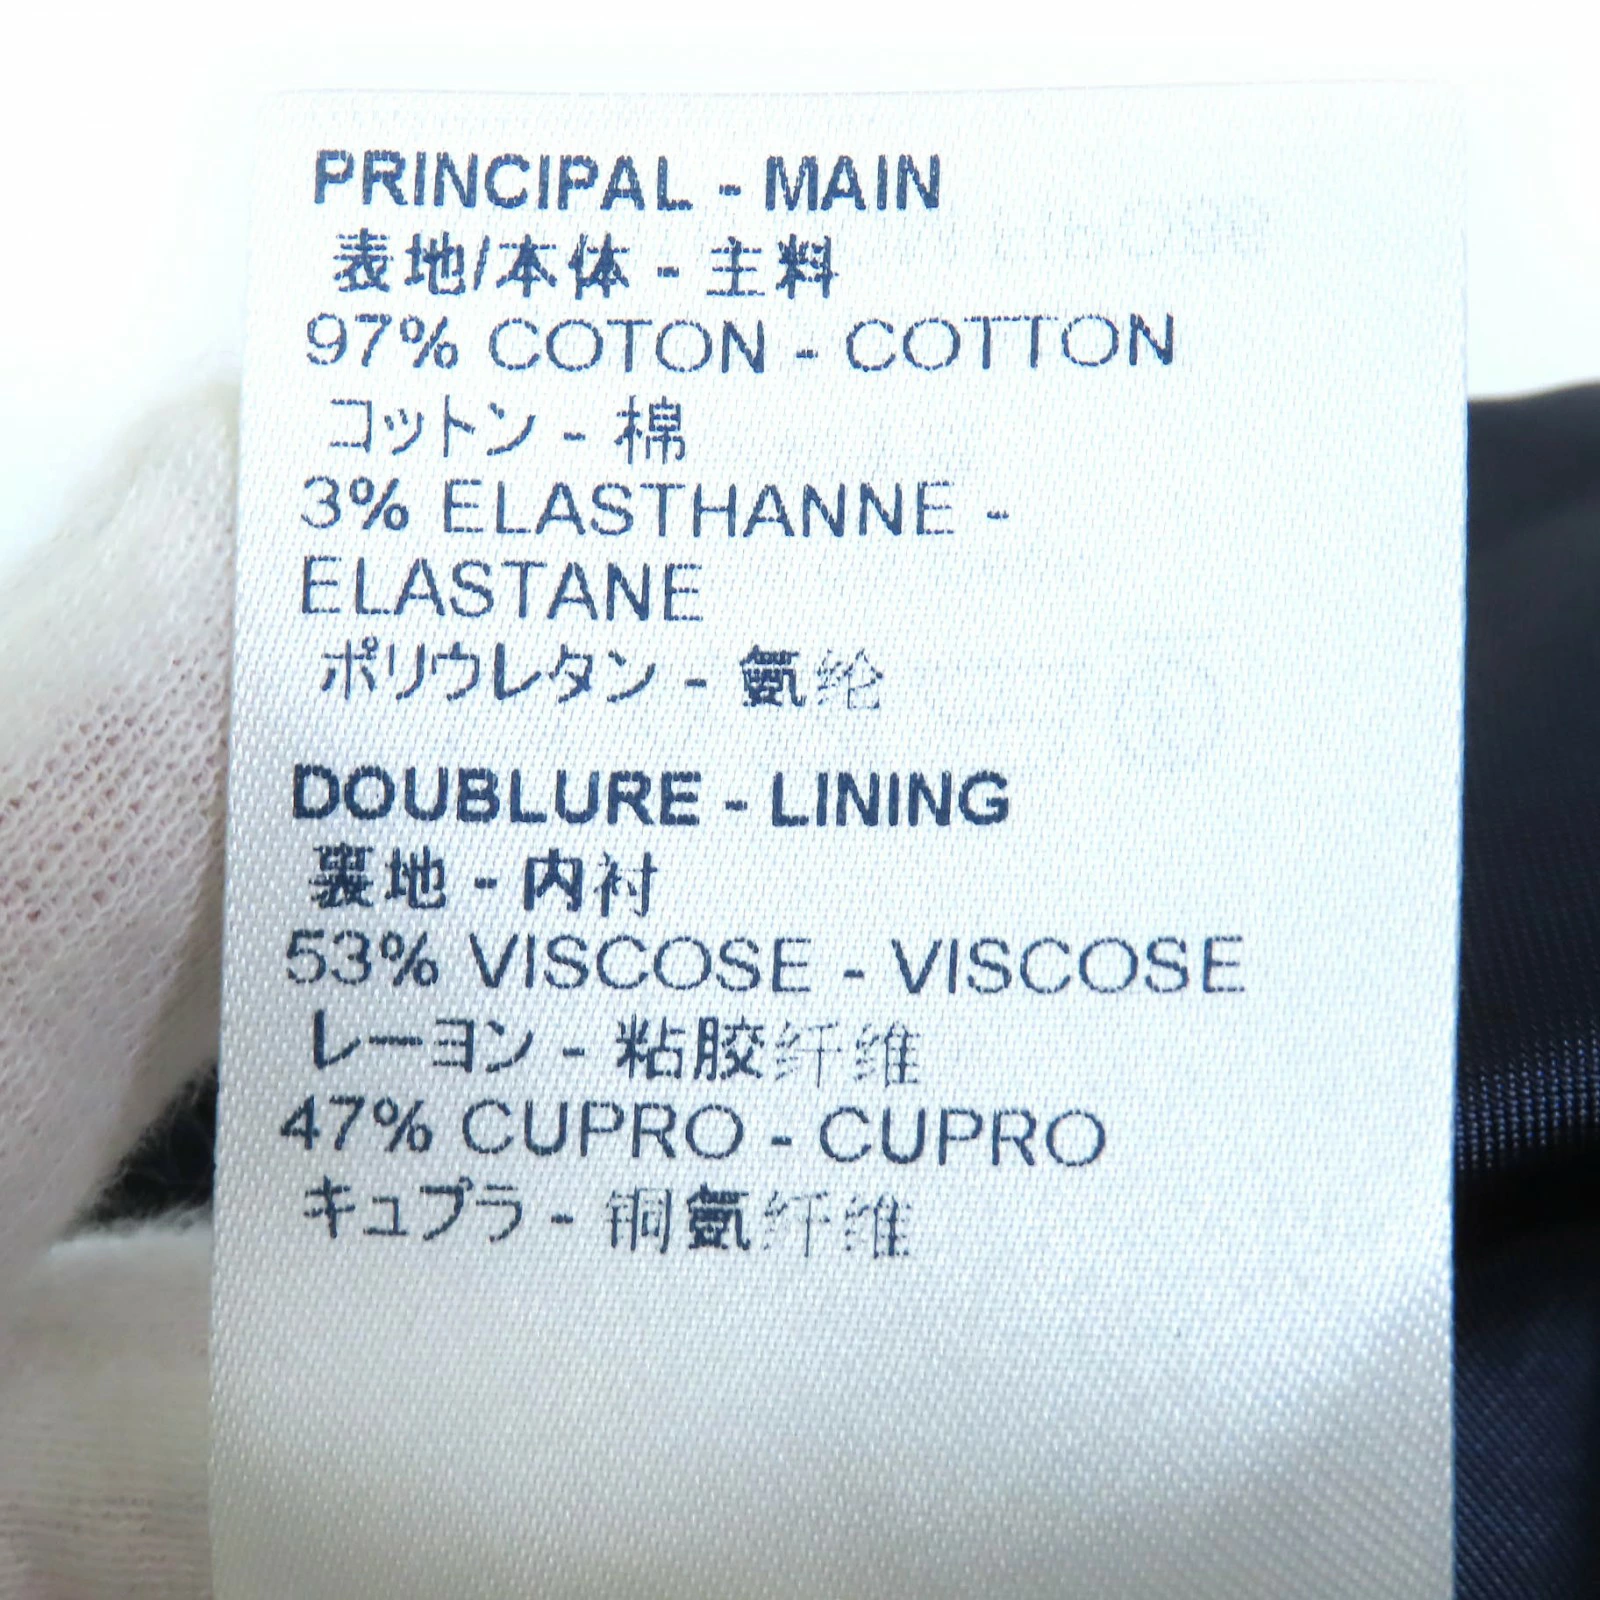 PRINCIPAL - MAIN
表地/本体 - 主料
97% COTON - COTTON
コットン - 棉
3% ELASTHANNE -
ELASTANE
ポリウレタン - 氨纶
DOUBLURE - LINING
裏地 - 内衬
53% VISCOSE - VISCOSE
レーヨン - 粘胶纤维
47% CUPRO - CUPRO
キュプラ - 铜氨纤维